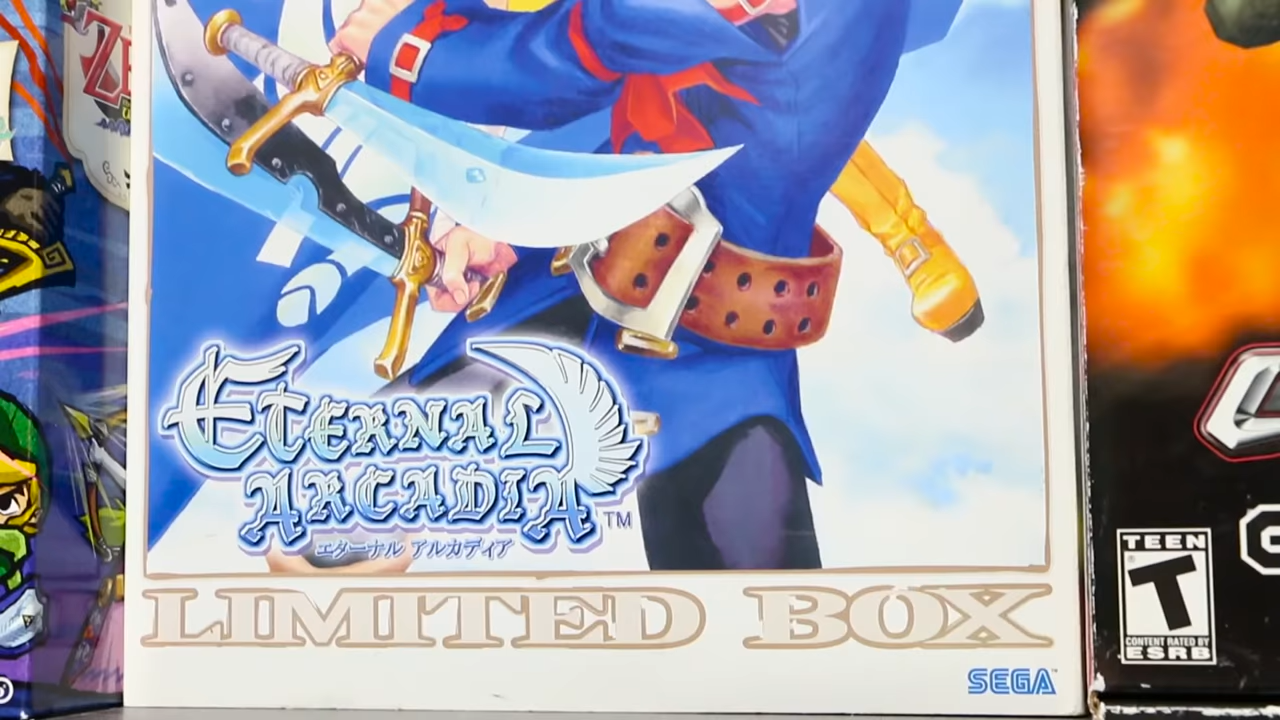 ETERNAL
ARCADIA
TM
エターナル アルカディア
LIMITED BOX
SEGA
TEEN
T
CONTENT RATED BY
ESRB